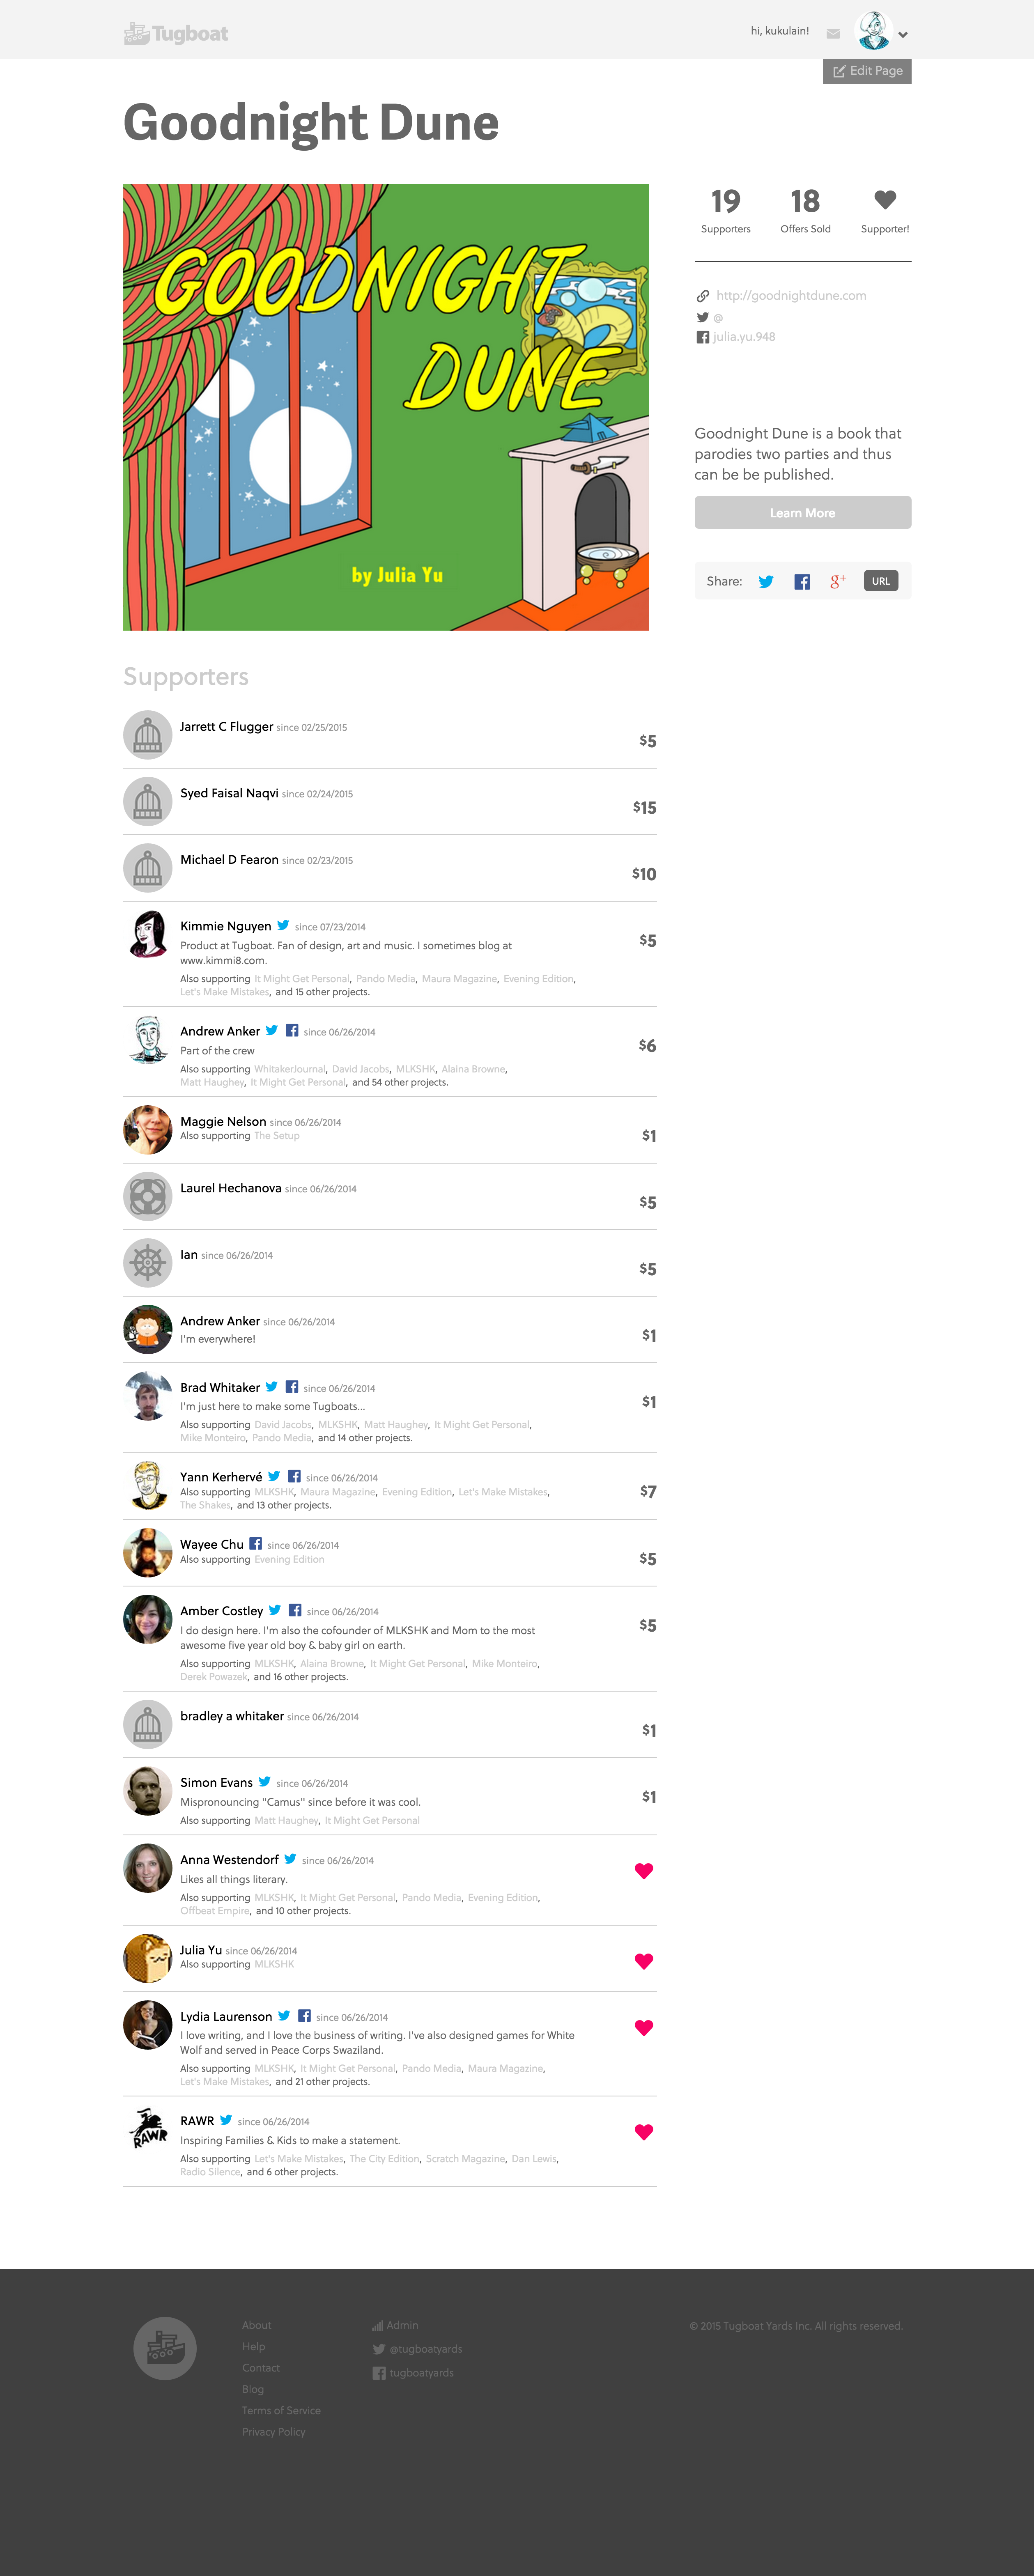 Tugboat
hi, kukulain!
Edit Page
Goodnight Dune
GOODNIGHT
DUNE
by Julia Yu
19
Supporters
18
Offers Sold
Supporter!
http://goodnightdune.com
@
julia.yu.948
Goodnight Dune is a book that
parodies two parties and thus
can be be published.
Learn More
Share:
g+
URL
Supporters
Jarrett C Flugger since 02/25/2015
$5
Syed Faisal Naqvi since 02/24/2015
$15
Michael D Fearon since 02/23/2015
$10
Kimmie Nguyen since 07/23/2014
$5
Product at Tugboat. Fan of design, art and music. I sometimes blog at
www.kimmi8.com.
Also supporting It Might Get Personal, Pando Media, Maura Magazine, Evening Edition,
Let's Make Mistakes, and 15 other projects.
Andrew Anker since 06/26/2014
$6
Part of the crew
Also supporting WhitakerJournal, David Jacobs, MLKSHK, Alaina Browne,
Matt Haughey, It Might Get Personal, and 54 other projects.
Maggie Nelson since 06/26/2014
$1
Also supporting The Setup
Laurel Hechanova since 06/26/2014
$5
Ian since 06/26/2014
$5
Andrew Anker since 06/26/2014
$1
I'm everywhere!
Brad Whitaker since 06/26/2014
$1
I'm just here to make some Tugboats...
Also supporting David Jacobs, MLKSHK, Matt Haughey, It Might Get Personal,
Mike Monteiro, Pando Media, and 14 other projects.
Yann Kerhervé since 06/26/2014
$7
Also supporting MLKSHK, Maura Magazine, Evening Edition, Let's Make Mistakes,
The Shakes, and 13 other projects.
Wayee Chu since 06/26/2014
$5
Also supporting Evening Edition
Amber Costley since 06/26/2014
$5
I do design here. I'm also the cofounder of MLKSHK and Mom to the most
awesome five year old boy & baby girl on earth.
Also supporting MLKSHK, Alaina Browne, It Might Get Personal, Mike Monteiro,
Derek Powazek, and 16 other projects.
bradley a whitaker since 06/26/2014
$1
Simon Evans since 06/26/2014
$1
Mispronouncing "Camus" since before it was cool.
Also supporting Matt Haughey, It Might Get Personal
Anna Westendorf since 06/26/2014
Likes all things literary.
Also supporting MLKSHK, It Might Get Personal, Pando Media, Evening Edition,
Offbeat Empire, and 10 other projects.
Julia Yu since 06/26/2014
Also supporting MLKSHK
Lydia Laurenson since 06/26/2014
I love writing, and I love the business of writing. I've also designed games for White
Wolf and served in Peace Corps Swaziland.
Also supporting MLKSHK, It Might Get Personal, Pando Media, Maura Magazine,
Let's Make Mistakes, and 21 other projects.
RAWR
RAWR since 06/26/2014
Inspiring Families & Kids to make a statement.
Also supporting Let's Make Mistakes, The City Edition, Scratch Magazine, Dan Lewis,
Radio Silence, and 6 other projects.
About
Help
Contact
Blog
Terms of Service
Privacy Policy
Admin
@tugboatyards
tugboatyards
© 2015 Tugboat Yards Inc. All rights reserved.